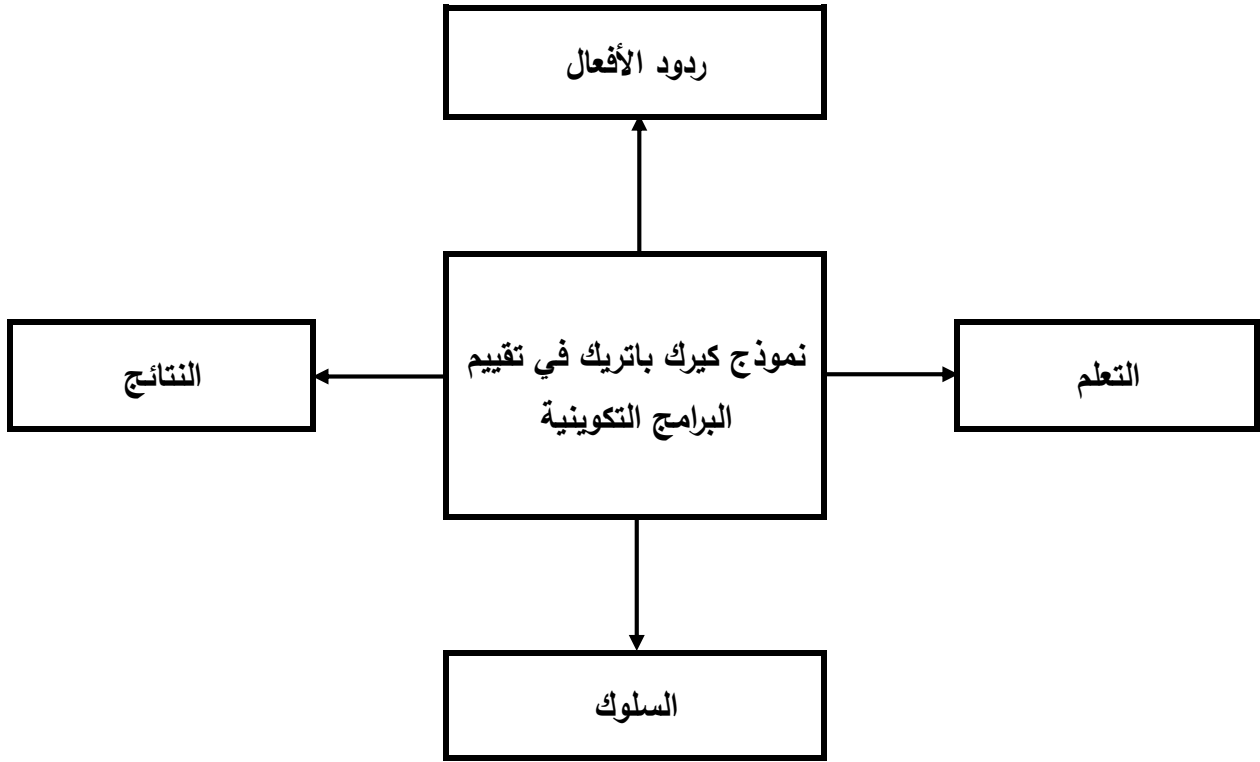 ردود الأفعال
نموذج كيرك باتريك في تقييم
البرامج التكوينية
التعلم
النتائج
السلوك